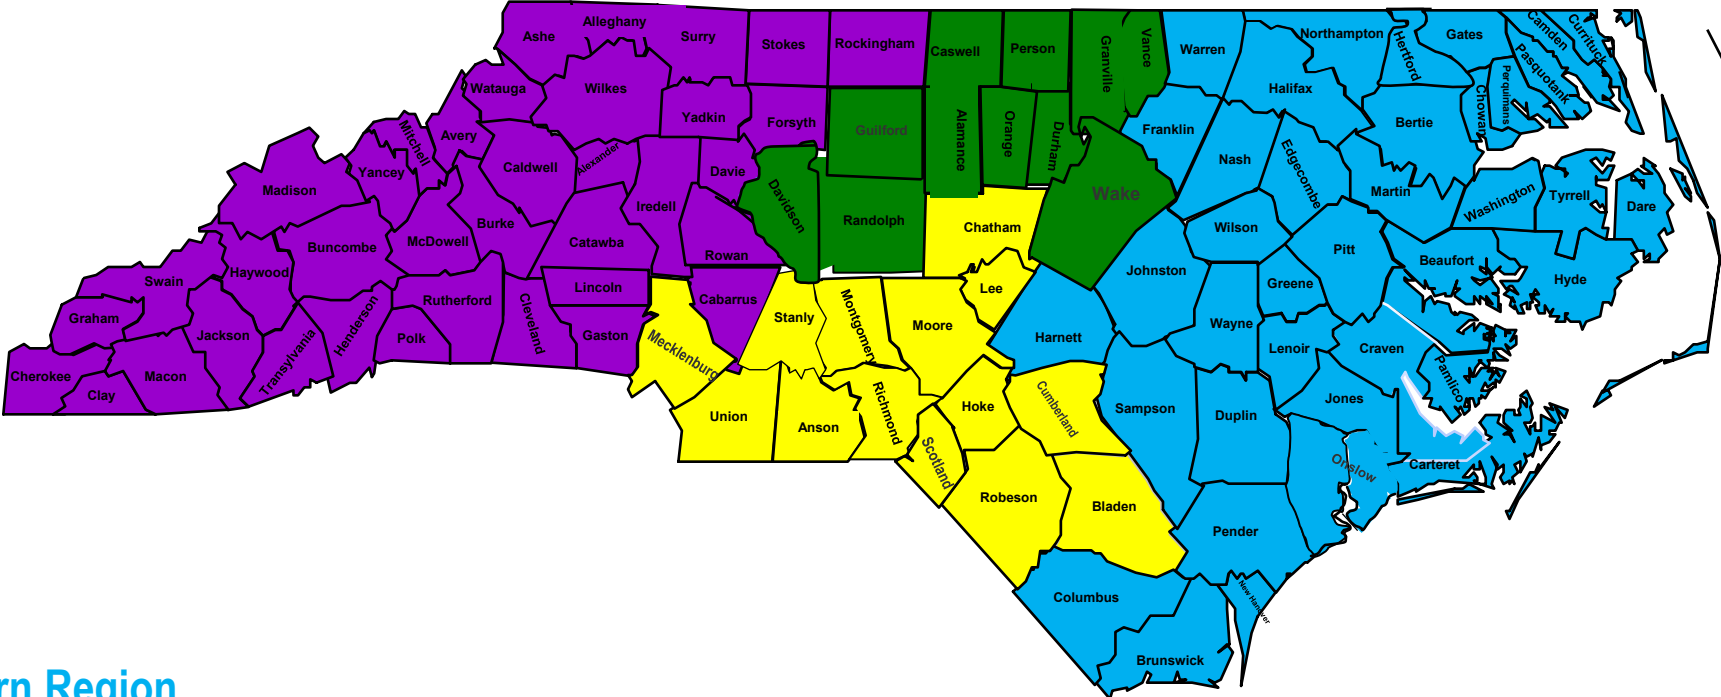 Ashe
Alleghany
Surry
Stokes
Rockingham
Caswell
Person
Granville
Vance
Warren
Northampton
Hertford
Gates
Camden
Currituck
Pasquotank
Perquimans
Chowan
Watauga
Wilkes
Yadkin
Forsyth
Guilford
Alamance
Orange
Durham
Franklin
Halifax
Bertie
Mitchell
Avery
Caldwell
Alexander
Davie
Davidson
Wake
Nash
Edgecombe
Martin
Washington
Tyrrell
Dare
Madison
Yancey
Iredell
Randolph
Chatham
Wilson
Pitt
Beaufort
Hyde
Buncombe
McDowell
Burke
Catawba
Rowan
Johnston
Greene
Swain
Haywood
Rutherford
Lincoln
Cabarrus
Stanly
Montgomery
Moore
Lee
Harnett
Wayne
Lenoir
Craven
Pamlico
Graham
Jackson
Transylvania
Henderson
Polk
Cleveland
Gaston
Mecklenburg
Cherokee
Clay
Macon
Union
Anson
Richmond
Scotland
Hoke
Cumberland
Sampson
Duplin
Jones
Onslow
Carteret
Robeson
Bladen
Pender
Columbus
New Hanover
Brunswick
rn Region